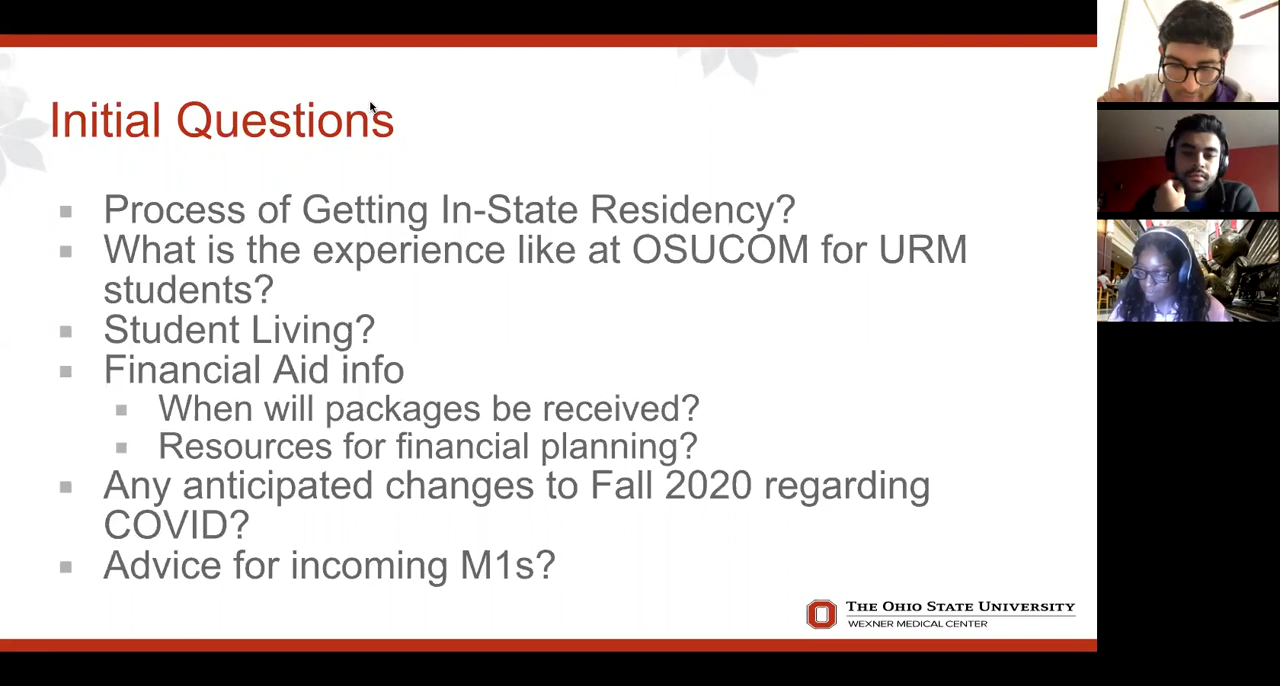 Initial Questions
Process of Getting In-State Residency?
What is the experience like at OSUCOM for URM
students?
Student Living?
Financial Aid info
When will packages be received?
Resources for financial planning?
Any anticipated changes to Fall 2020 regarding
COVID?
Advice for incoming M1s?
THE OHIO STATE UNIVERSITY
WEXNER MEDICAL CENTER